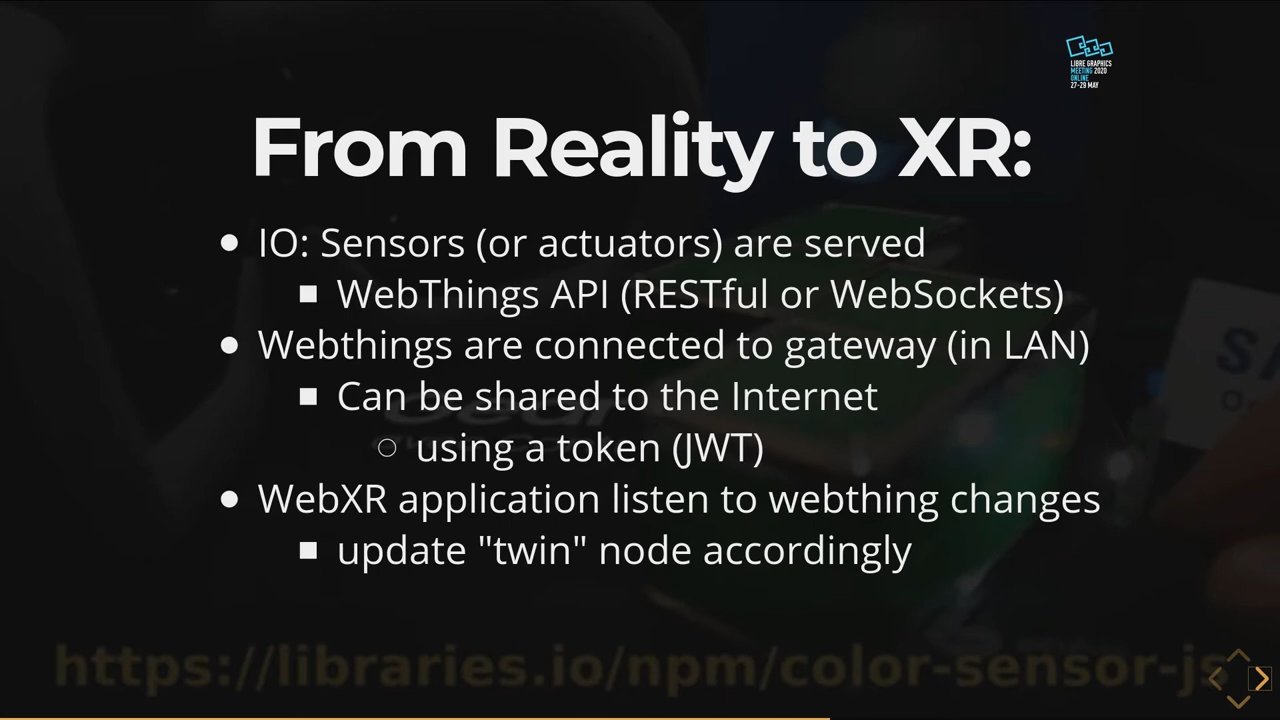 LIBRE GRAPHICS
MEETING 2020
ONLINE
27-29 MAY
From Reality to XR:
IO: Sensors (or actuators) are served
WebThings API (RESTful or WebSockets)
Webthings are connected to gateway (in LAN)
Can be shared to the Internet
using a token (JWT)
WebXR application listen to webthing changes
update "twin" node accordingly
https://libraries.io/npm/color-sensor-js